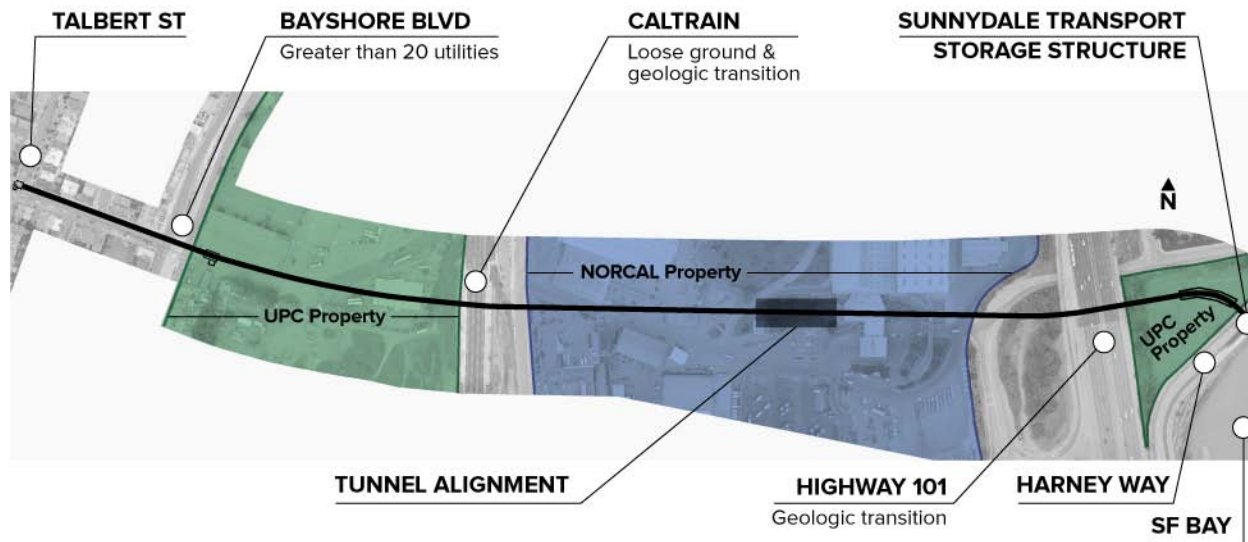 TALBERT ST
BAYSHORE BLVD
Greater than 20 utilities
CALTRAIN
Loose ground &
geologic transition
SUNNYDALE TRANSPORT
STORAGE STRUCTURE
N
NORCAL Property
UPC Property
UPC
Property
TUNNEL ALIGNMENT
HIGHWAY 101
Geologic transition
HARNEY WAY
SF BAY